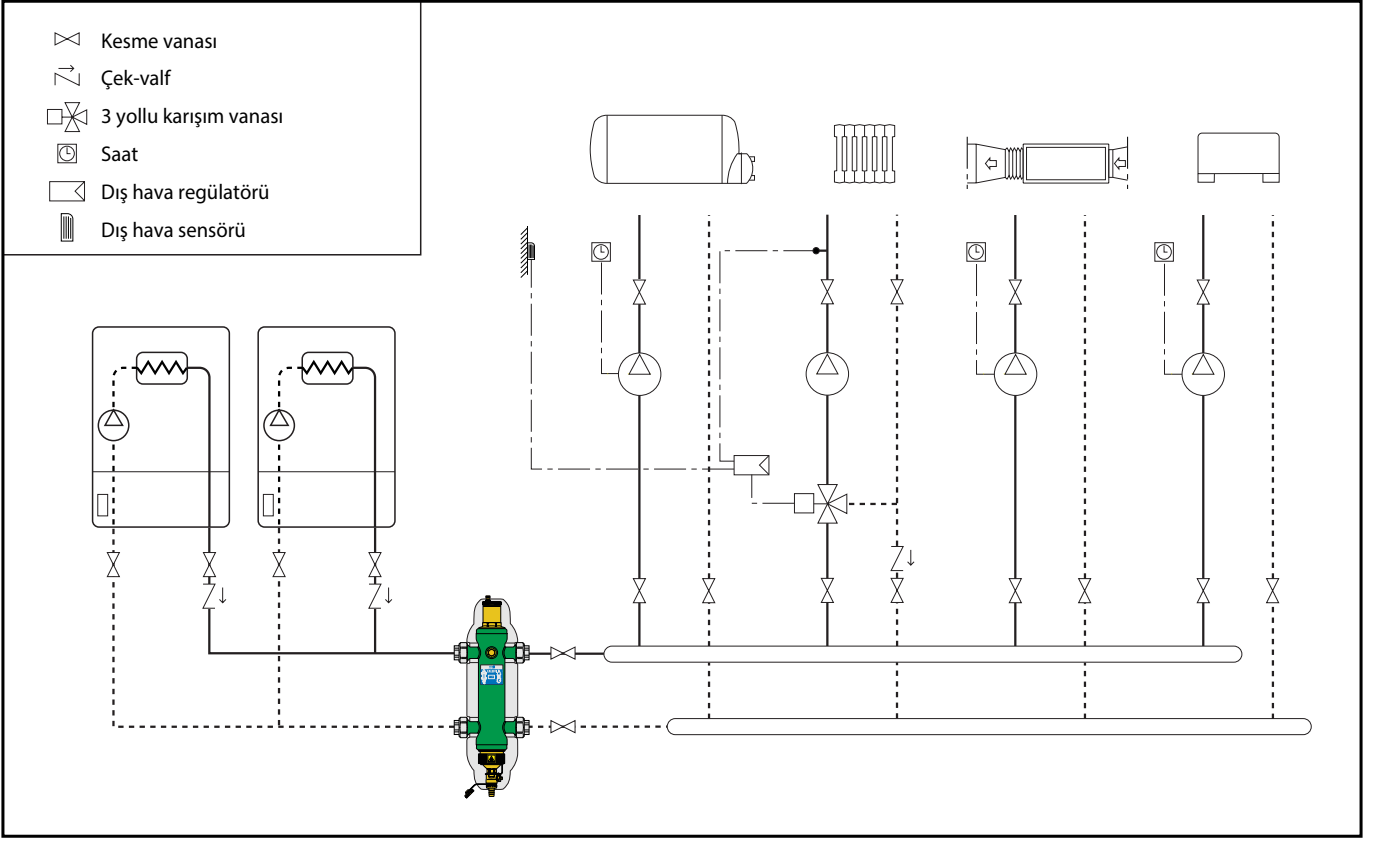 Kesme vanası
Çek-valf
3 yollu karışım vanası
Saat
Dış hava regülatörü
Dış hava sensörü